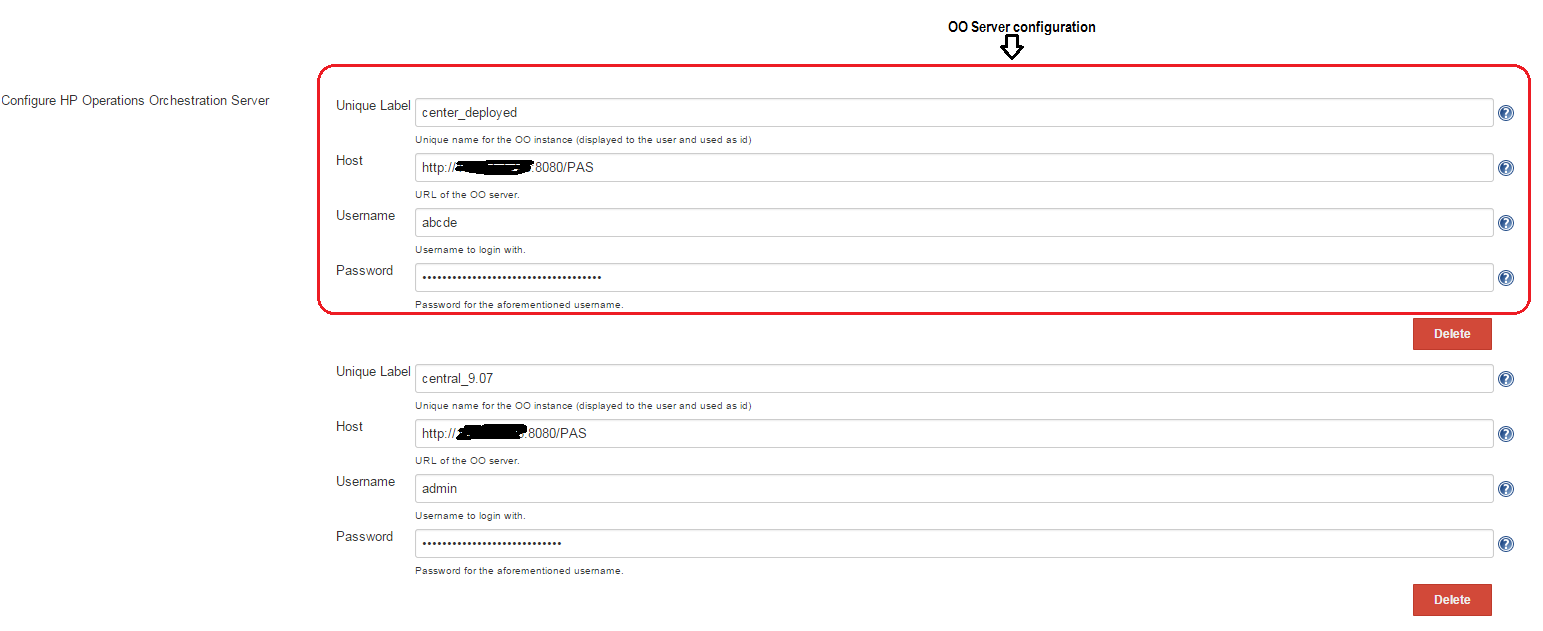 OO Server configuration
Configure HP Operations Orchestration Server
Unique Label center_deployed
Unique name for the OO instance (displayed to the user and used as id)
Host http:// :8080/PAS
URL of the OO server.
Username abcde
Username to login with.
Password ••••••••••••••••••••••••••••••••••••
Password for the aforementioned username.
Delete
Unique Label central_9.07
Unique name for the OO instance (displayed to the user and used as id)
Host http:// :8080/PAS
URL of the OO server.
Username admin
Username to login with.
Password ••••••••••••••••••••••••••••
Password for the aforementioned username.
Delete